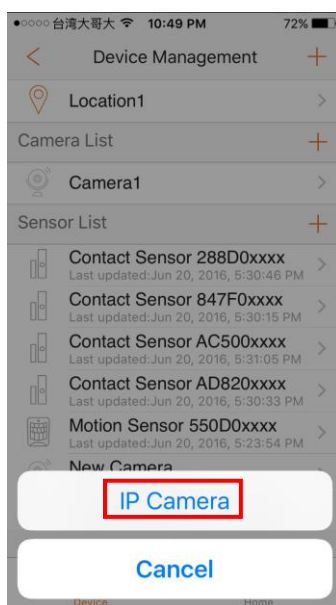 台湾大哥大 10:49 PM 72%
Device Management
Location1
Camera List
Camera1
Sensor List
Contact Sensor 288D0xxxx
Last updated:Jun 20, 2016, 5:30:46 PM
Contact Sensor 847F0xxxx
Last updated:Jun 20, 2016, 5:30:15 PM
Contact Sensor AC500xxxx
Last updated:Jun 20, 2016, 5:31:05 PM
Contact Sensor AD820xxxx
Last updated:Jun 20, 2016, 5:30:33 PM
Motion Sensor 550D0xxxx
Last updated:Jun 20, 2016, 5:23:54 PM
New Camera
IP Camera
Cancel
Device Home